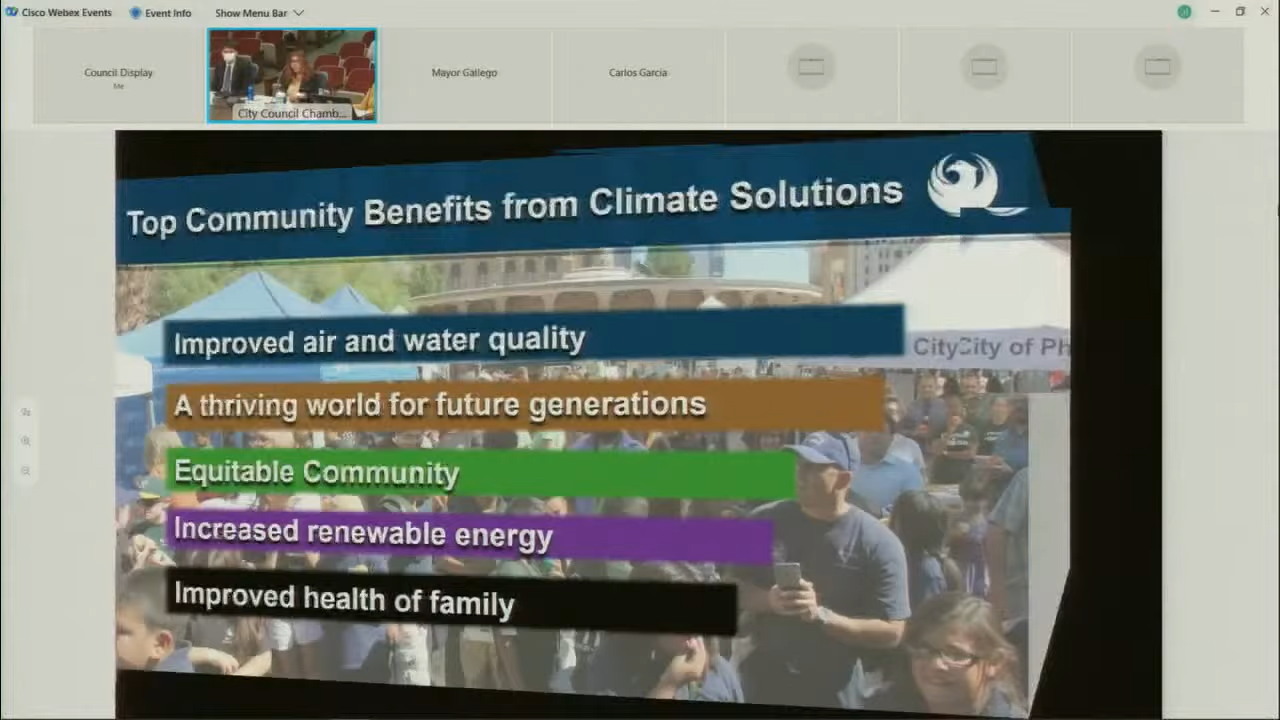 Cisco Webex Events
Event Info
Show Menu Bar
Council Display
Me
City Council Chamb...
Mayor Gallego
Carlos Garcia
Top Community Benefits from Climate Solutions
Improved air and water quality
CityCity of Ph
A thriving world for future generations
Equitable Community
Increased renewable energy
Improved health of family